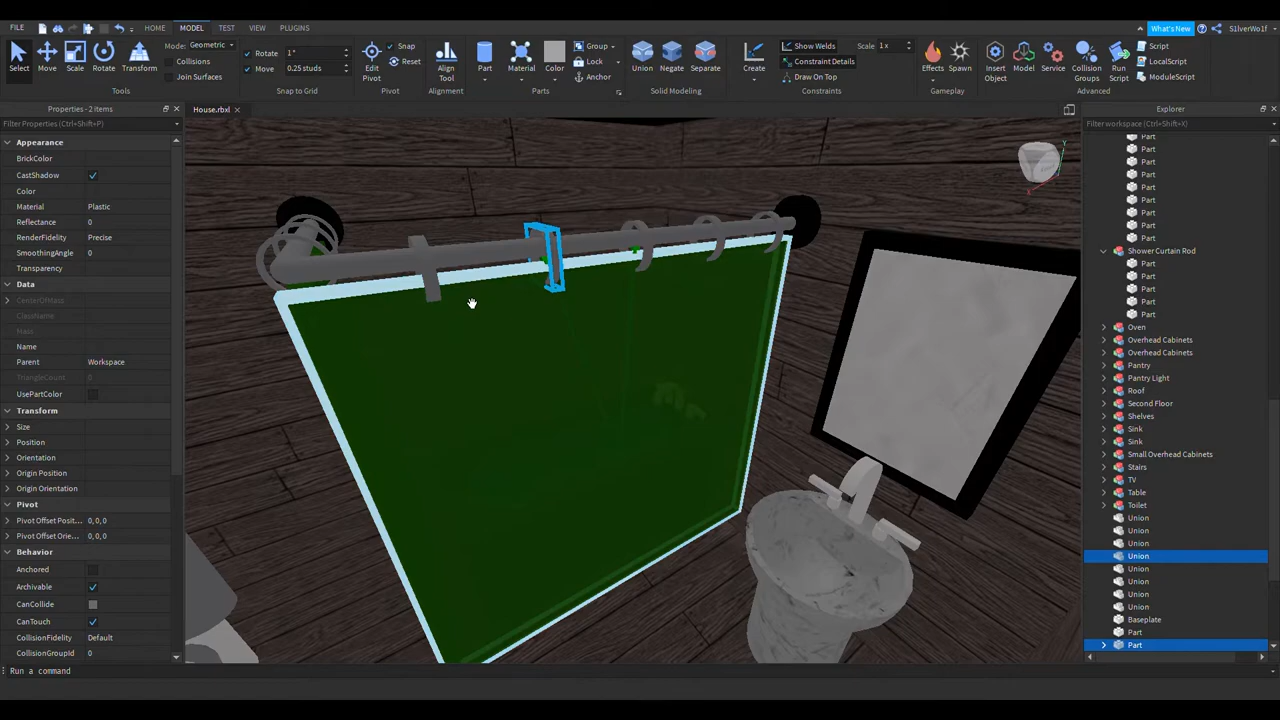 FILE HOME MODEL TEST VIEW PLUGINS What's New S1lverWo1f
Select Move Scale Rotate Transform
Mode: Geometric
Collisions
Join Surfaces
Tools
Rotate 1°
Move 0.25 studs
Snap to Grid
Edit Pivot
Snap
Reset
Pivot
Align Tool
Alignment
Part Material Color
Group
Lock
Anchor
Parts
Union Negate Separate
Solid Modeling
Create
Show Welds Scale 1 x
Constraint Details
Draw On Top
Constraints
Effects Spawn
Gameplay
Insert Object Model Service Collision Groups Run Script
Script
LocalScript
ModuleScript
Advanced
Properties - 2 items
Filter Properties (Ctrl+Shift+P)
Appearance
BrickColor
CastShadow
Color
Material Plastic
Reflectance 0
RenderFidelity Precise
SmoothingAngle 0
Transparency
Data
CenterOfMass
ClassName
Mass
Name
Parent Workspace
TriangleCount 0
UsePartColor
Transform
Size
Position
Orientation
Origin Position
Origin Orientation
Pivot
Pivot Offset Posit... 0, 0, 0
Pivot Offset Orie... 0, 0, 0
Behavior
Anchored
Archivable
CanCollide
CanTouch
CollisionFidelity Default
CollisionGroupId 0
House.rbxl
Y
Explorer
Filter workspace (Ctrl+Shift+X)
Part
Part
Part
Part
Part
Part
Part
Part
Part
Shower Curtain Rod
Part
Part
Part
Part
Part
Oven
Overhead Cabinets
Overhead Cabinets
Pantry
Pantry Light
Roof
Second Floor
Shelves
Sink
Sink
Small Overhead Cabinets
Stairs
TV
Table
Toilet
Union
Union
Union
Union
Union
Union
Union
Union
Baseplate
Part
Part
Run a command